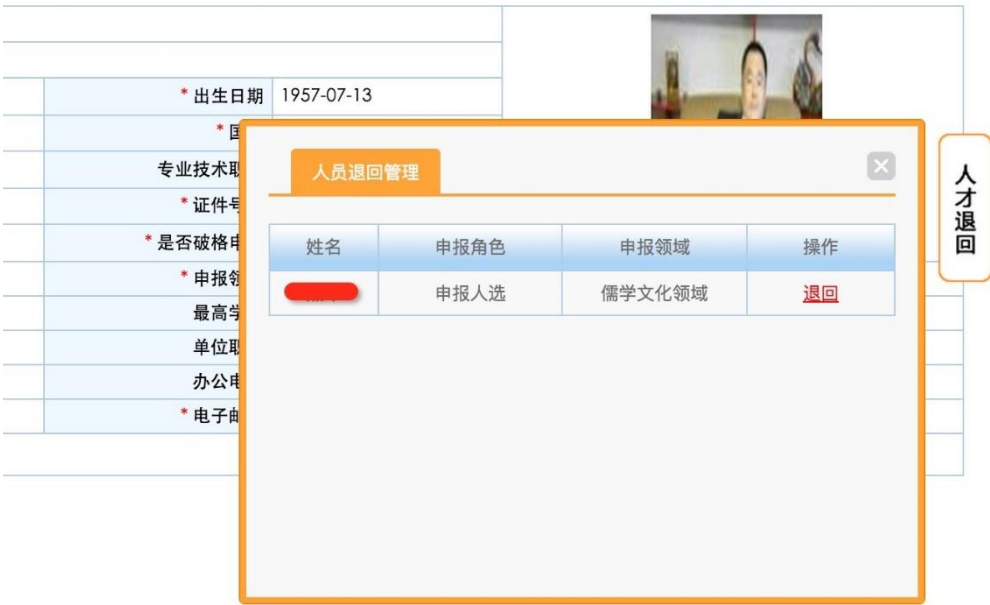 * 出生日期 1957-07-13
*
专业技术职
* 证件号
* 是否破格申
* 申报领
最高学
单位职
办公电
* 电子邮
人员退回管理
姓名 申报角色 申报领域 操作
申报人选 儒学文化领域 退回
人才退回